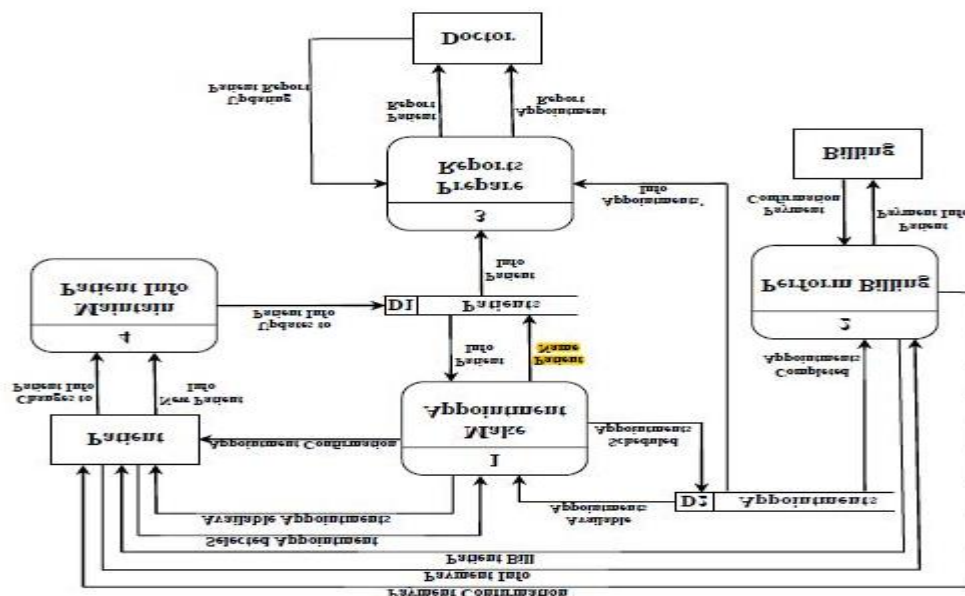 Payment Confirmation
Payment Info
Patient Bill
Selected Appointment
Available Appointments
Available
Appointments
D2 Appointments
1
Make
Appointment
Scheduled
Appointments
Appointment Confirmation
Patient
Changes to
Patient Info
New Patient
Info
Completed
Appointments
Patient
Name
Patient
Info
4
Maintain
Patient Info
Updates to
Patient Info
D1 Patients
2
Perform Billing
Patient
Info
3
Prepare
Reports
Appointments'
Info
Payment
Confirmation
Patient
Payment Info
Billing
Patient
Report
Appointment
Report
Updating
Patient Report
Doctor